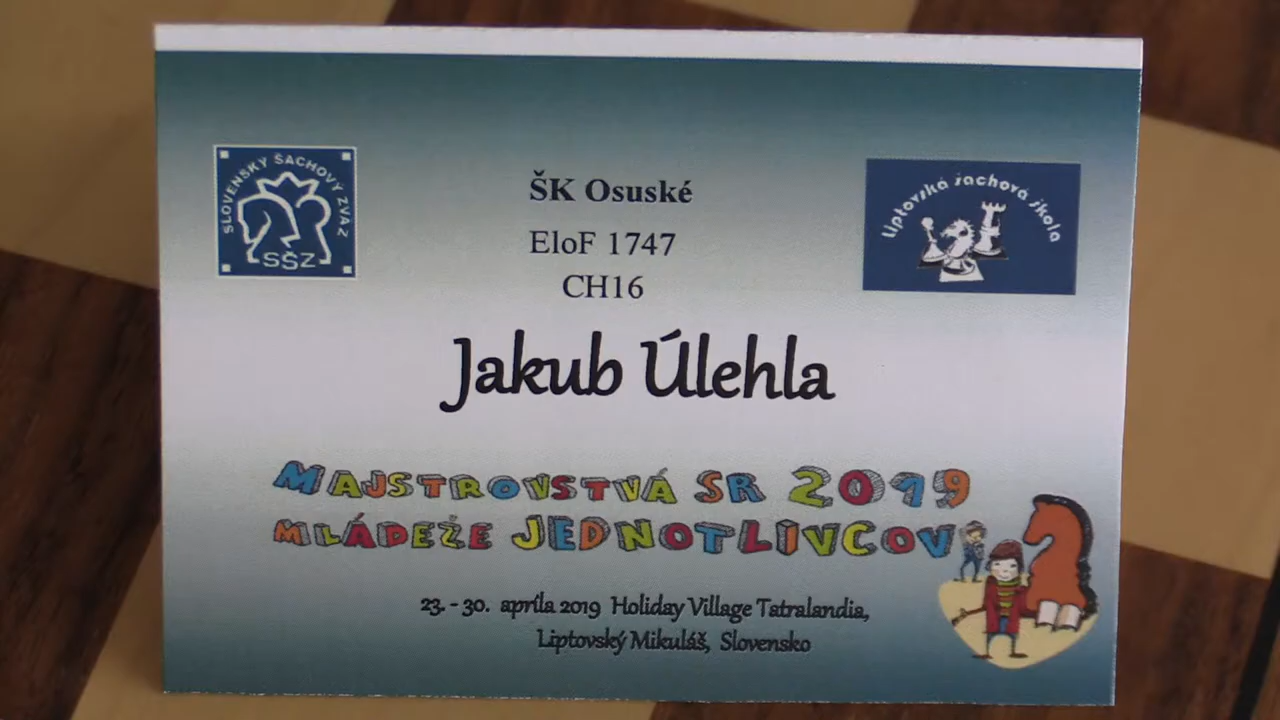 SLOVENSKÝ ŠACHOVÝ ZVÄZ
SŠZ
ŠK Osuské
EloF 1747
CH16
Liptovská šachová škola
Jakub Úlehla
MAJSTROVSTVÁ SR 2019
MLÁDEŽE JEDNOTLIVCOV
23. - 30. apríla 2019 Holiday Village Tatralandia,
Liptovský Mikuláš, Slovensko